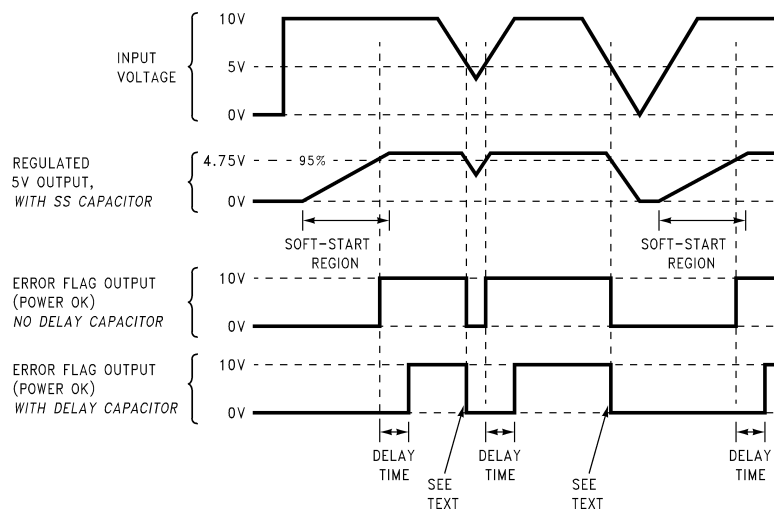 10V
INPUT
VOLTAGE
5V
0V
REGULATED
5V OUTPUT,
WITH SS CAPACITOR
4.75V
95%
0V
SOFT-START
REGION
SOFT-START
REGION
ERROR FLAG OUTPUT
(POWER OK)
NO DELAY CAPACITOR
10V
0V
ERROR FLAG OUTPUT
(POWER OK)
WITH DELAY CAPACITOR
10V
0V
DELAY
TIME
SEE
TEXT
DELAY
TIME
SEE
TEXT
DELAY
TIME